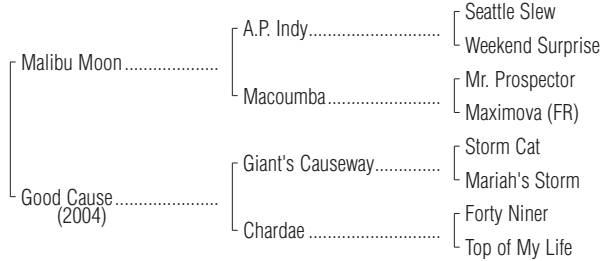 Seattle Slew
A.P. Indy..............................
Weekend Surprise
Malibu Moon.....................
Mr. Prospector
Macoumba.........................
Maximova (FR)
Storm Cat
Giant's Causeway...............
Mariah's Storm
Good Cause.......................
(2004)
Forty Niner
Chardae..............................
Top of My Life